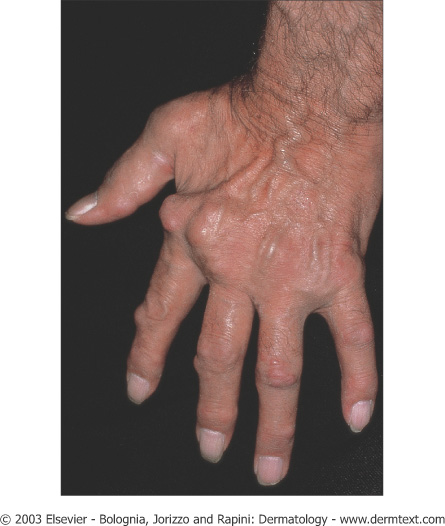 © 2003 Elsevier - Bolognia, Jorizzo and Rapini: Dermatology - www.dermtext.com